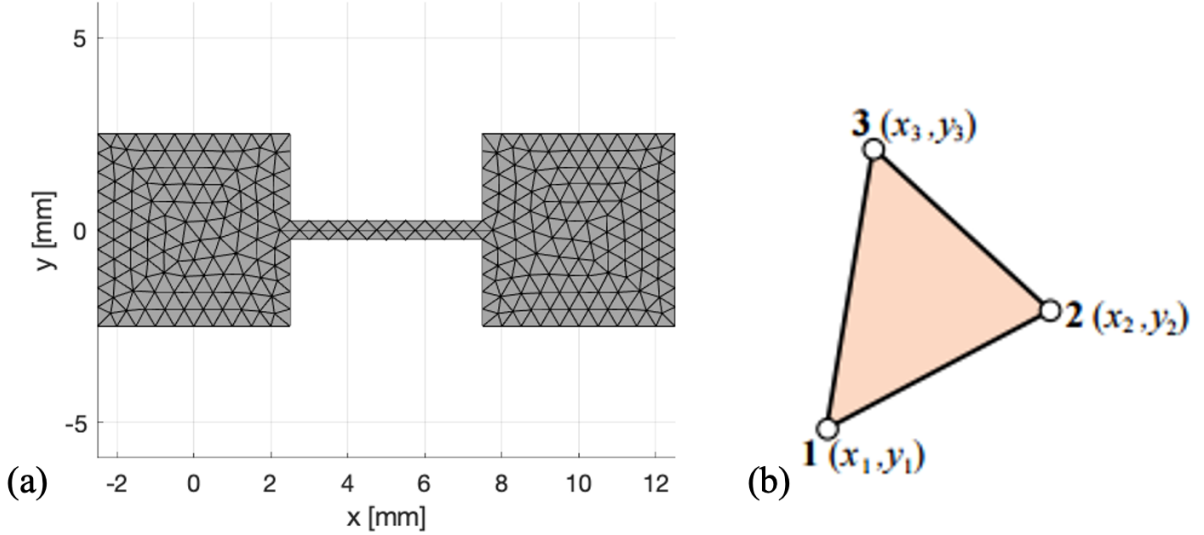 5
0
-5
y [mm]
-2 0 2 4 6 8 10 12
x [mm]
(a)
3 (x₃,y₃)
2 (x₂,y₂)
1 (x₁,y₁)
(b)